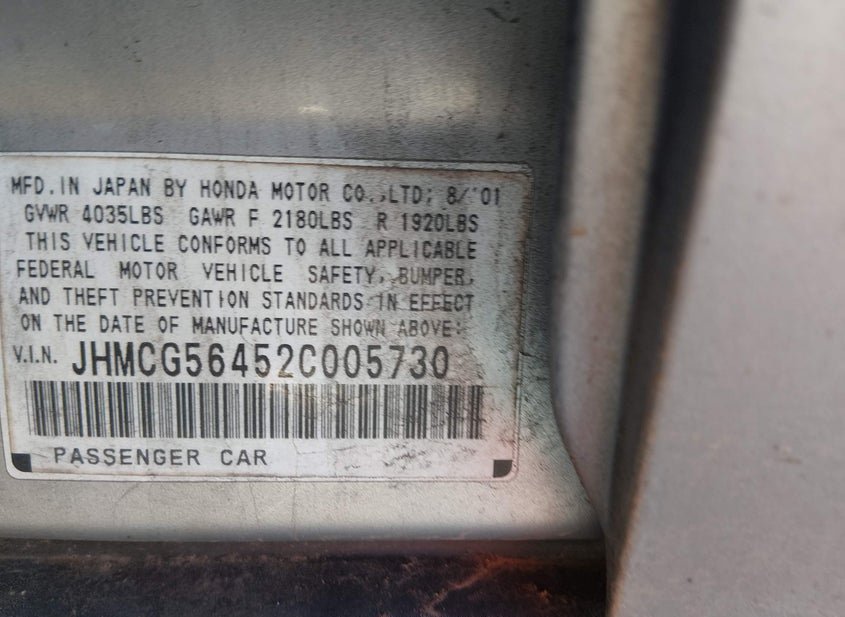 MFD. IN JAPAN BY HONDA MOTOR CO.,LTD; 8/'01
GVWR 4035LBS GAWR F 2180LBS R 1920LBS
THIS VEHICLE CONFORMS TO ALL APPLICABLE
FEDERAL MOTOR VEHICLE SAFETY, BUMPER,
AND THEFT PREVENTION STANDARDS IN EFFECT
ON THE DATE OF MANUFACTURE SHOWN ABOVE:
V.I.N. JHMCG56452C005730
PASSENGER CAR